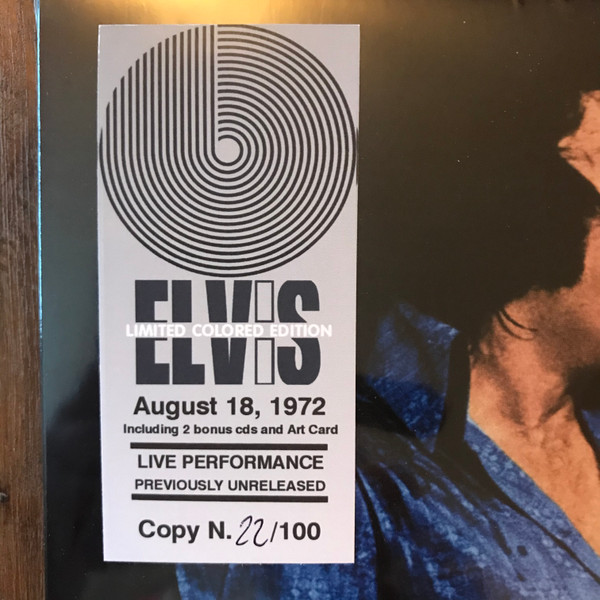 ELVIS
LIMITED COLORED EDITION
August 18, 1972
Including 2 bonus cds and Art Card
LIVE PERFORMANCE
PREVIOUSLY UNRELEASED
Copy N. 22/100